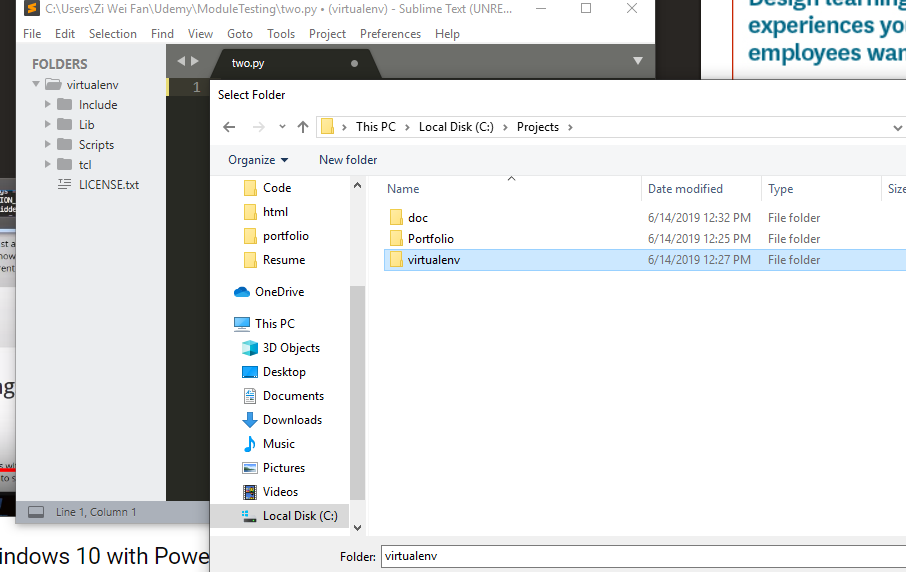 C:\Users\Zi Wei Fan\Udemy\ModuleTesting\two.py • (virtualenv) - Sublime Text (UNRE...
File Edit Selection Find View Goto Tools Project Preferences Help
FOLDERS
virtualenv
Include
Lib
Scripts
tcl
LICENSE.txt
two.py
1
Line 1, Column 1
Design learning
experiences you
employees wan
Select Folder
This PC > Local Disk (C:) > Projects >
Organize New folder
Code
html
portfolio
Resume
OneDrive
This PC
3D Objects
Desktop
Documents
Downloads
Music
Pictures
Videos
Local Disk (C:)
Name Date modified Type Size
doc 6/14/2019 12:32 PM File folder
Portfolio 6/14/2019 12:25 PM File folder
virtualenv 6/14/2019 12:27 PM File folder
Folder: virtualenv
indows 10 with Powe